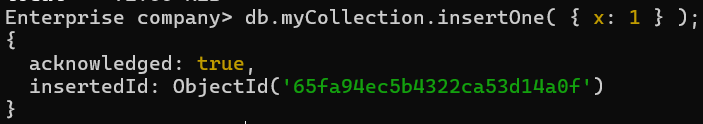 Enterprise company> db.myCollection.insertOne( { x: 1 } );
{
  acknowledged: true,
  insertedId: ObjectId('65fa94ec5b4322ca53d14a0f')
}